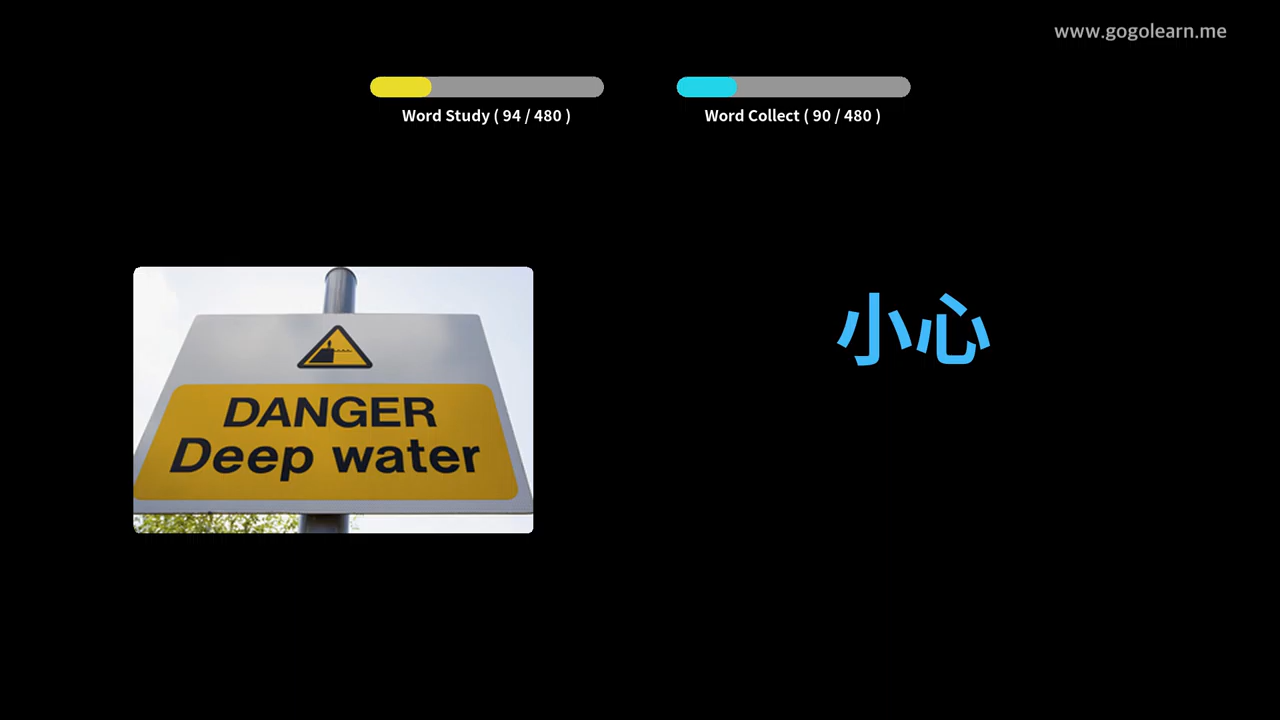 www.gogolearn.me
Word Study ( 94 / 480 )
Word Collect ( 90 / 480 )
DANGER
Deep water
小心